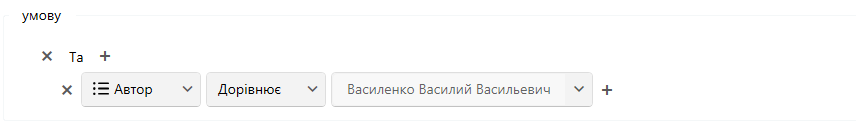 умову
Та
Автор Дорівнює Василенко Василий Васильевич